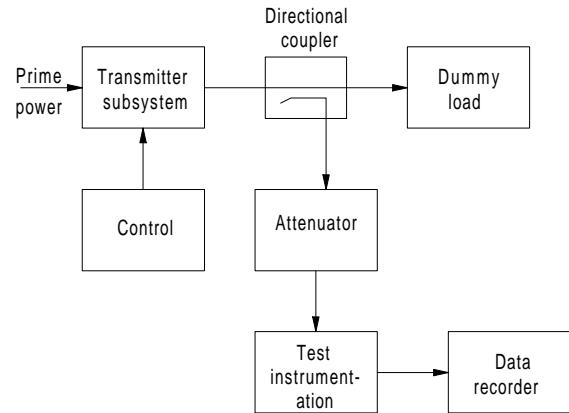 Directional
coupler
Prime
power
Transmitter
subsystem
Dummy
load
Control
Attenuator
Test
instrument-
ation
Data
recorder